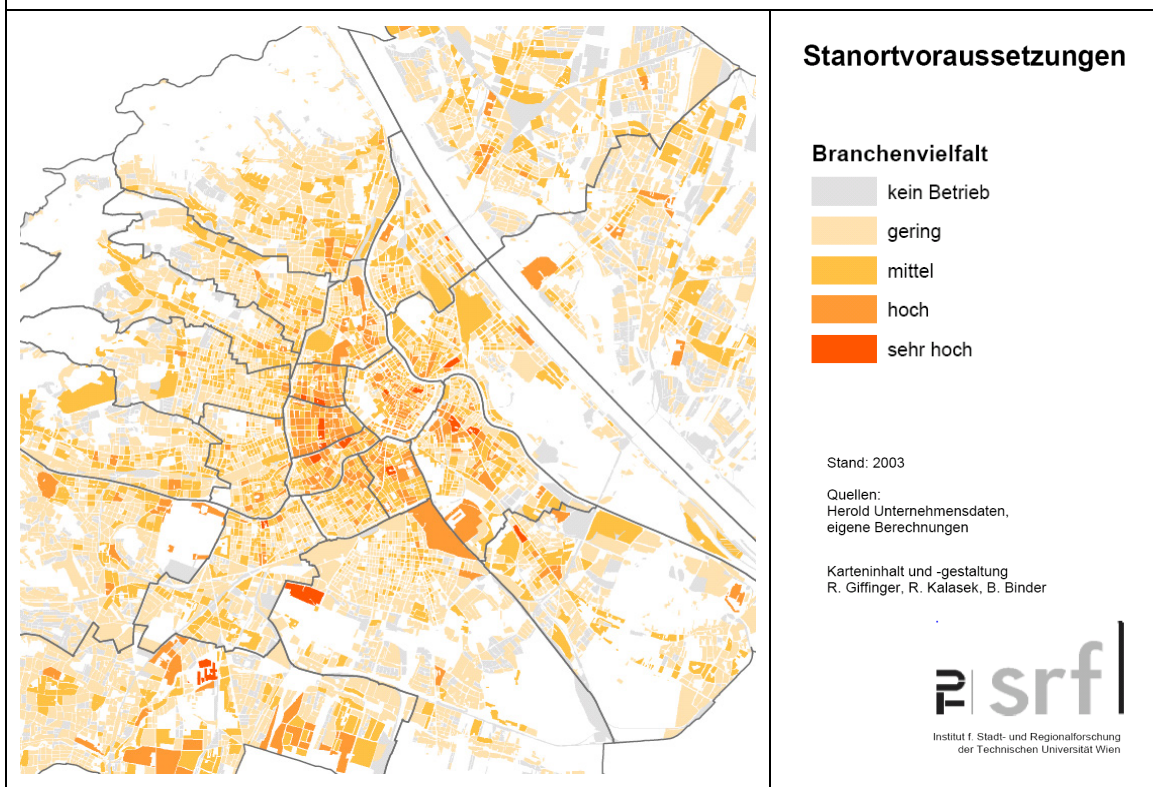 Stanortvoraussetzungen
Branchenvielfalt
kein Betrieb
gering
mittel
hoch
sehr hoch
Stand: 2003
Quellen:
Herold Unternehmensdaten,
eigene Berechnungen
Karteninhalt und -gestaltung
R. Giffinger, R. Kalasek, B. Binder
srf
Institut f. Stadt- und Regionalforschung
der Technischen Universität Wien